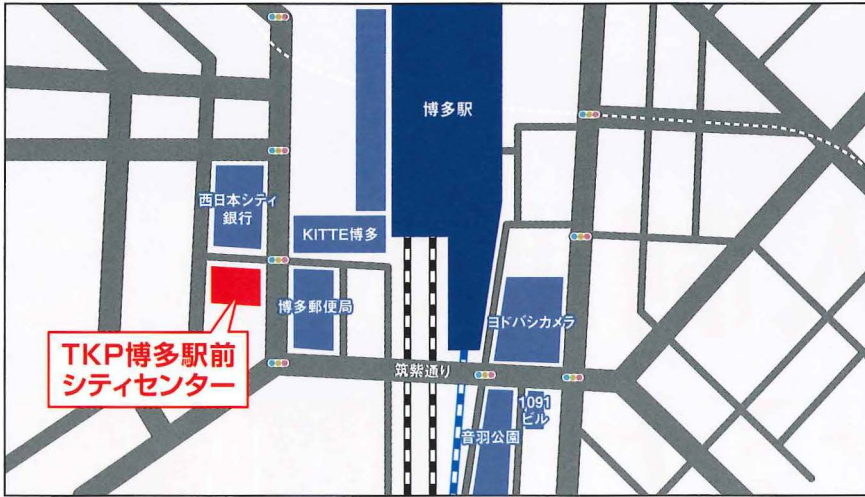 博多駅
西日本シティ
銀行
KITTE博多
博多郵便局
ヨドバシカメラ
TKP博多駅前
シティセンター
筑紫通り
1091
ビル
音羽公園